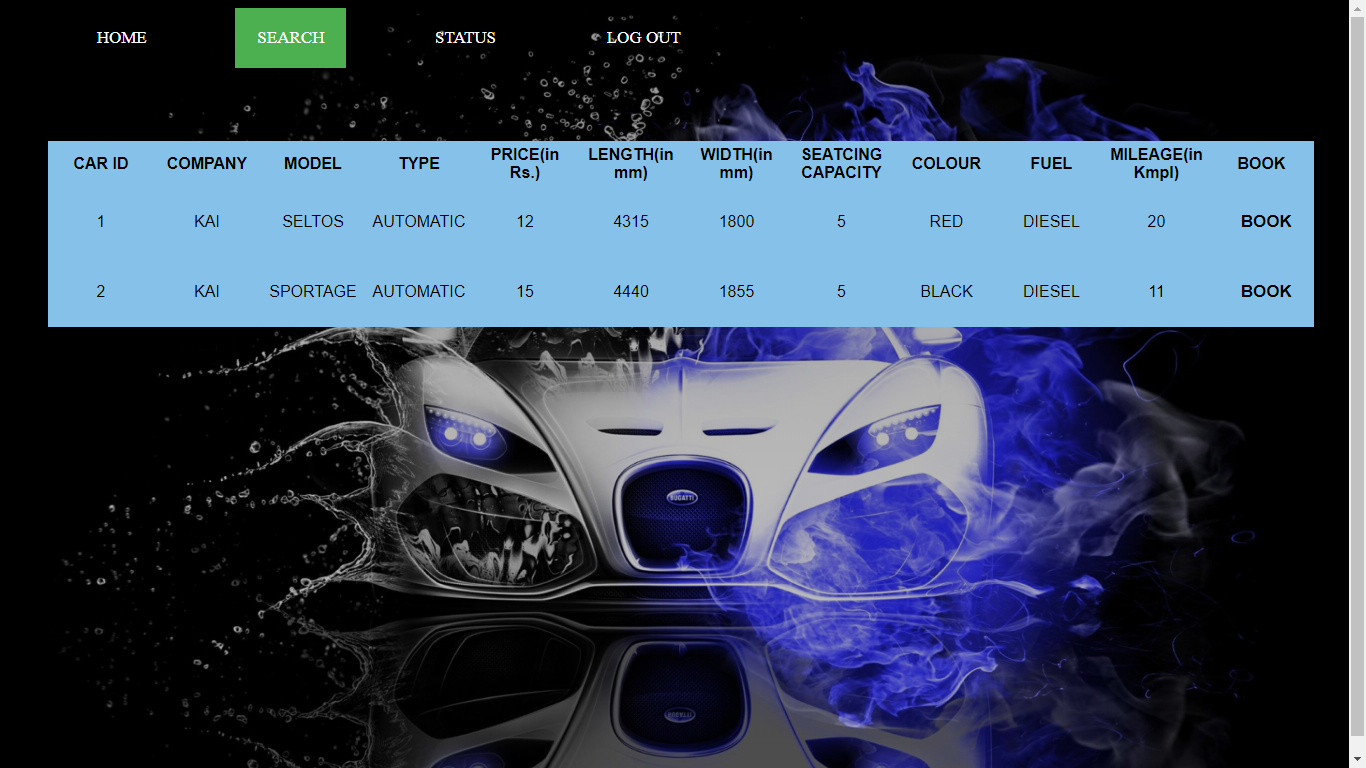 HOME SEARCH STATUS LOG OUT
CAR ID COMPANY MODEL TYPE PRICE(in Rs.) LENGTH(in mm) WIDTH(in mm) SEATCING CAPACITY COLOUR FUEL MILEAGE(in Kmpl) BOOK
1 KAI SELTOS AUTOMATIC 12 4315 1800 5 RED DIESEL 20 BOOK
2 KAI SPORTAGE AUTOMATIC 15 4440 1855 5 BLACK DIESEL 11 BOOK
BUGATTI